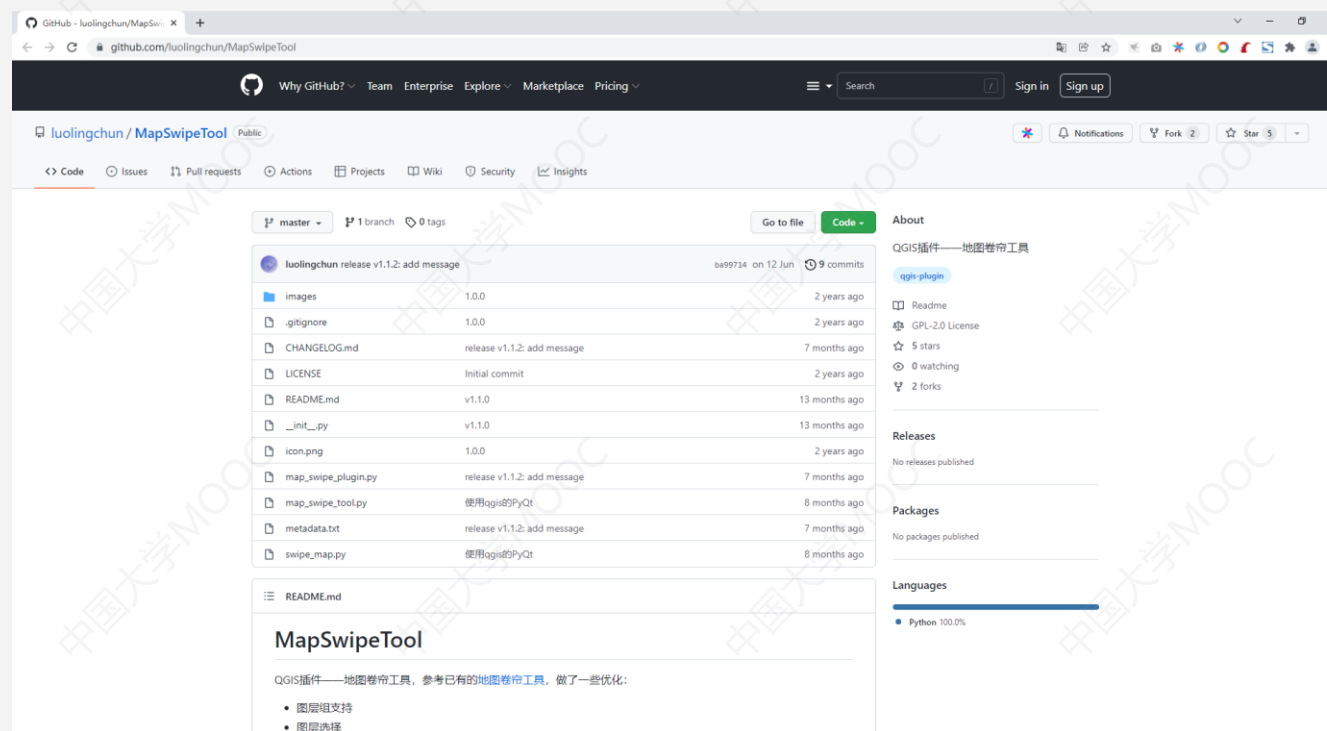 GitHub - luolingchun/MapSwi
github.com/luolingchun/MapSwipeTool
Why GitHub? Team Enterprise Explore Marketplace Pricing Search / Sign in Sign up
luolingchun / MapSwipeTool Public Notifications Fork 2 Star 5
Code Issues Pull requests Actions Projects Wiki Security Insights
master 1 branch 0 tags Go to file Code
luolingchun release v1.1.2: add message ba99714 on 12 Jun 9 commits
images 1.0.0 2 years ago
.gitignore 1.0.0 2 years ago
CHANGELOG.md release v1.1.2: add message 7 months ago
LICENSE Initial commit 2 years ago
README.md v1.1.0 13 months ago
__init__.py v1.1.0 13 months ago
icon.png 1.0.0 2 years ago
map_swipe_plugin.py release v1.1.2: add message 7 months ago
map_swipe_tool.py 使用qgis的PyQt 8 months ago
metadata.txt release v1.1.2: add message 7 months ago
swipe_map.py 使用qgis的PyQt 8 months ago
README.md
MapSwipeTool
QGIS插件——地图卷帘工具，参考已有的地图卷帘工具，做了一些优化：
图层组支持
图层选择
About
QGIS插件——地图卷帘工具
qgis-plugin
Readme
GPL-2.0 License
5 stars
0 watching
2 forks
Releases
No releases published
Packages
No packages published
Languages
Python 100.0%
中国大学MOOC